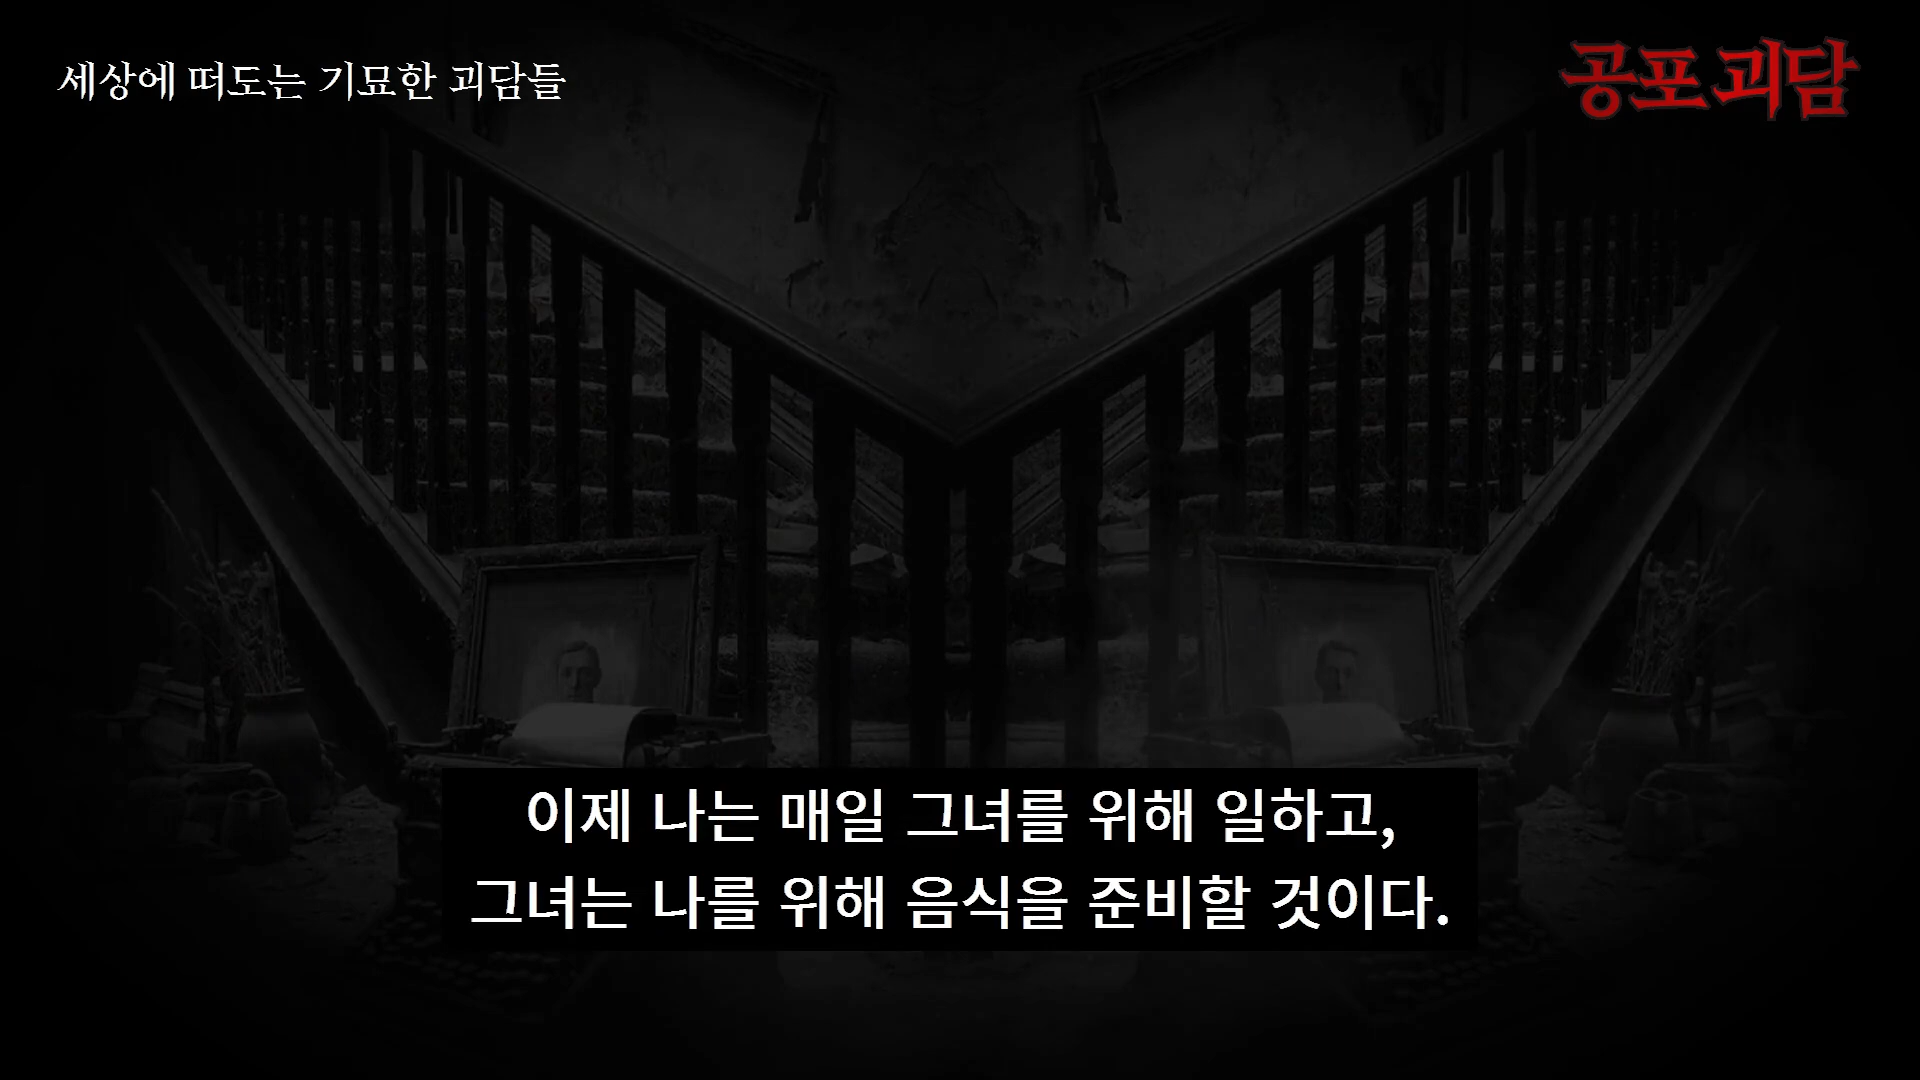 세상에 떠도는 기묘한 괴담들
공포 괴담
이제 나는 매일 그녀를 위해 일하고,
그녀는 나를 위해 음식을 준비할 것이다.